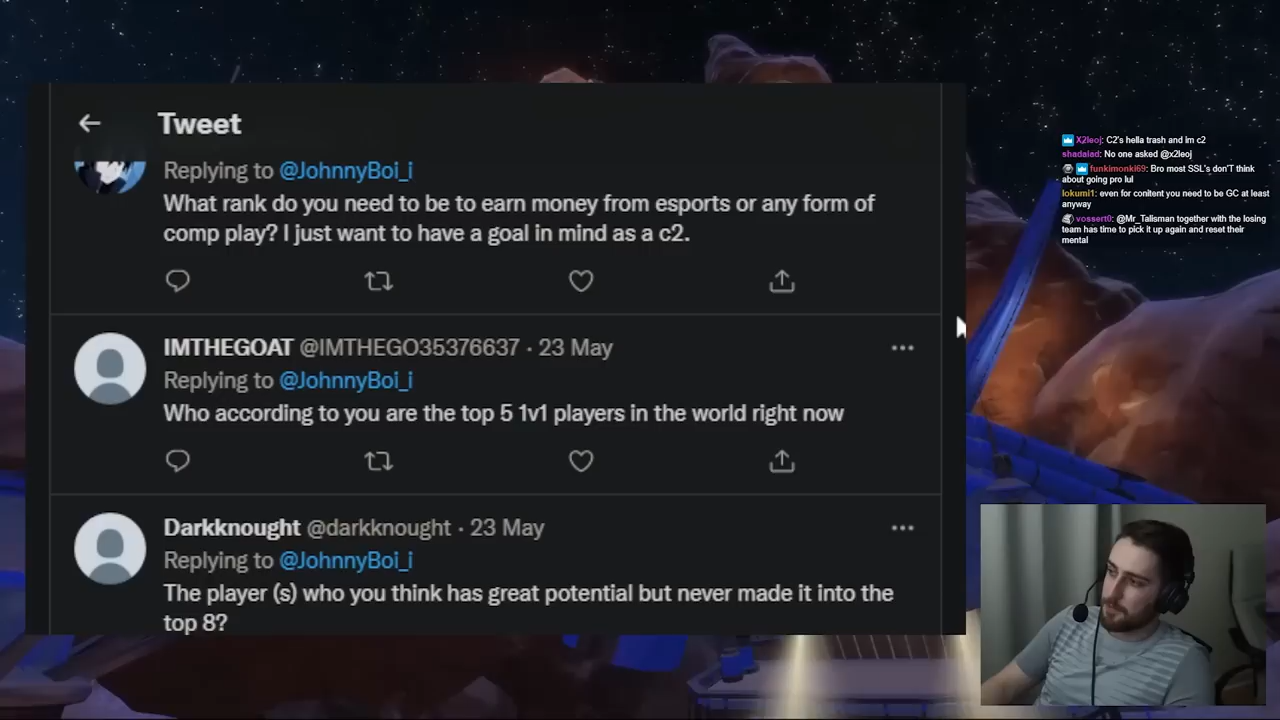 Tweet
Replying to @JohnnyBoi_i
What rank do you need to be to earn money from esports or any form of
comp play? I just want to have a goal in mind as a c2.
IMTHEGOAT @IMTHEGO35376637 · 23 May
Replying to @JohnnyBoi_i
Who according to you are the top 5 1v1 players in the world right now
Darkknought @darkknought · 23 May
Replying to @JohnnyBoi_i
The player (s) who you think has great potential but never made it into the
top 8?
X2leoj: C2's hella trash and im c2
shadalad: No one asked @x2leoj
funkimonki69: Bro most SSL's don'T think
about going pro lul
lokumi1: even for conltent you need to be GC at least
anyway
vossert0: @Mr_Talisman together with the losing
team has time to pick it up again and reset their
mental